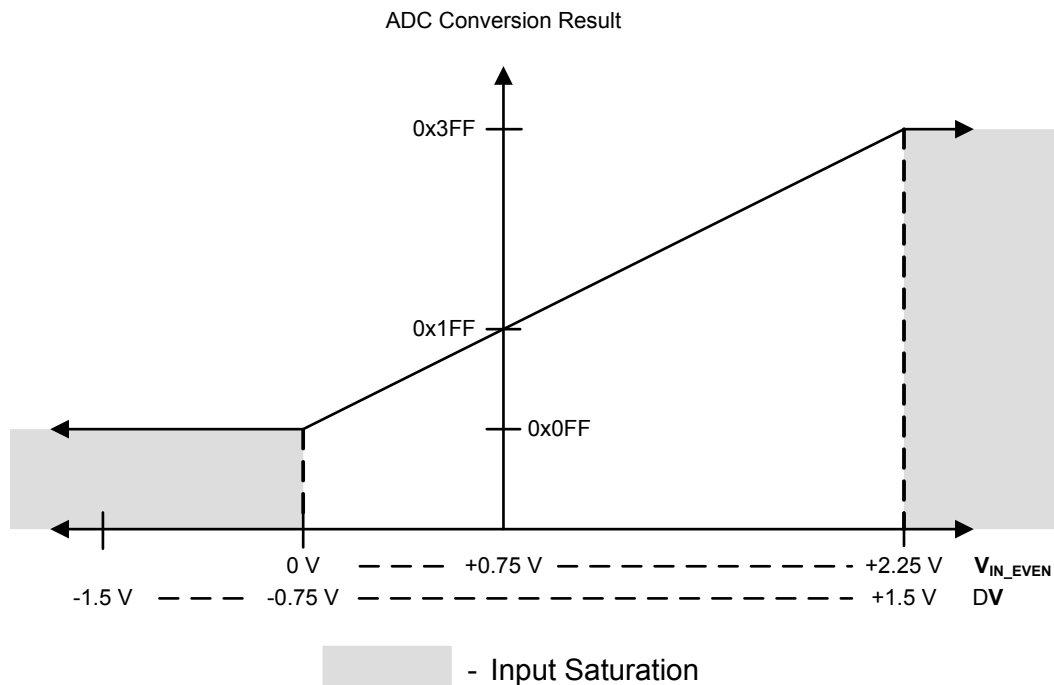 ADC Conversion Result
0x3FF
0x1FF
0x0FF
0 V +0.75 V +2.25 V VIN_EVEN
-1.5 V -0.75 V +1.5 V DV
- Input Saturation